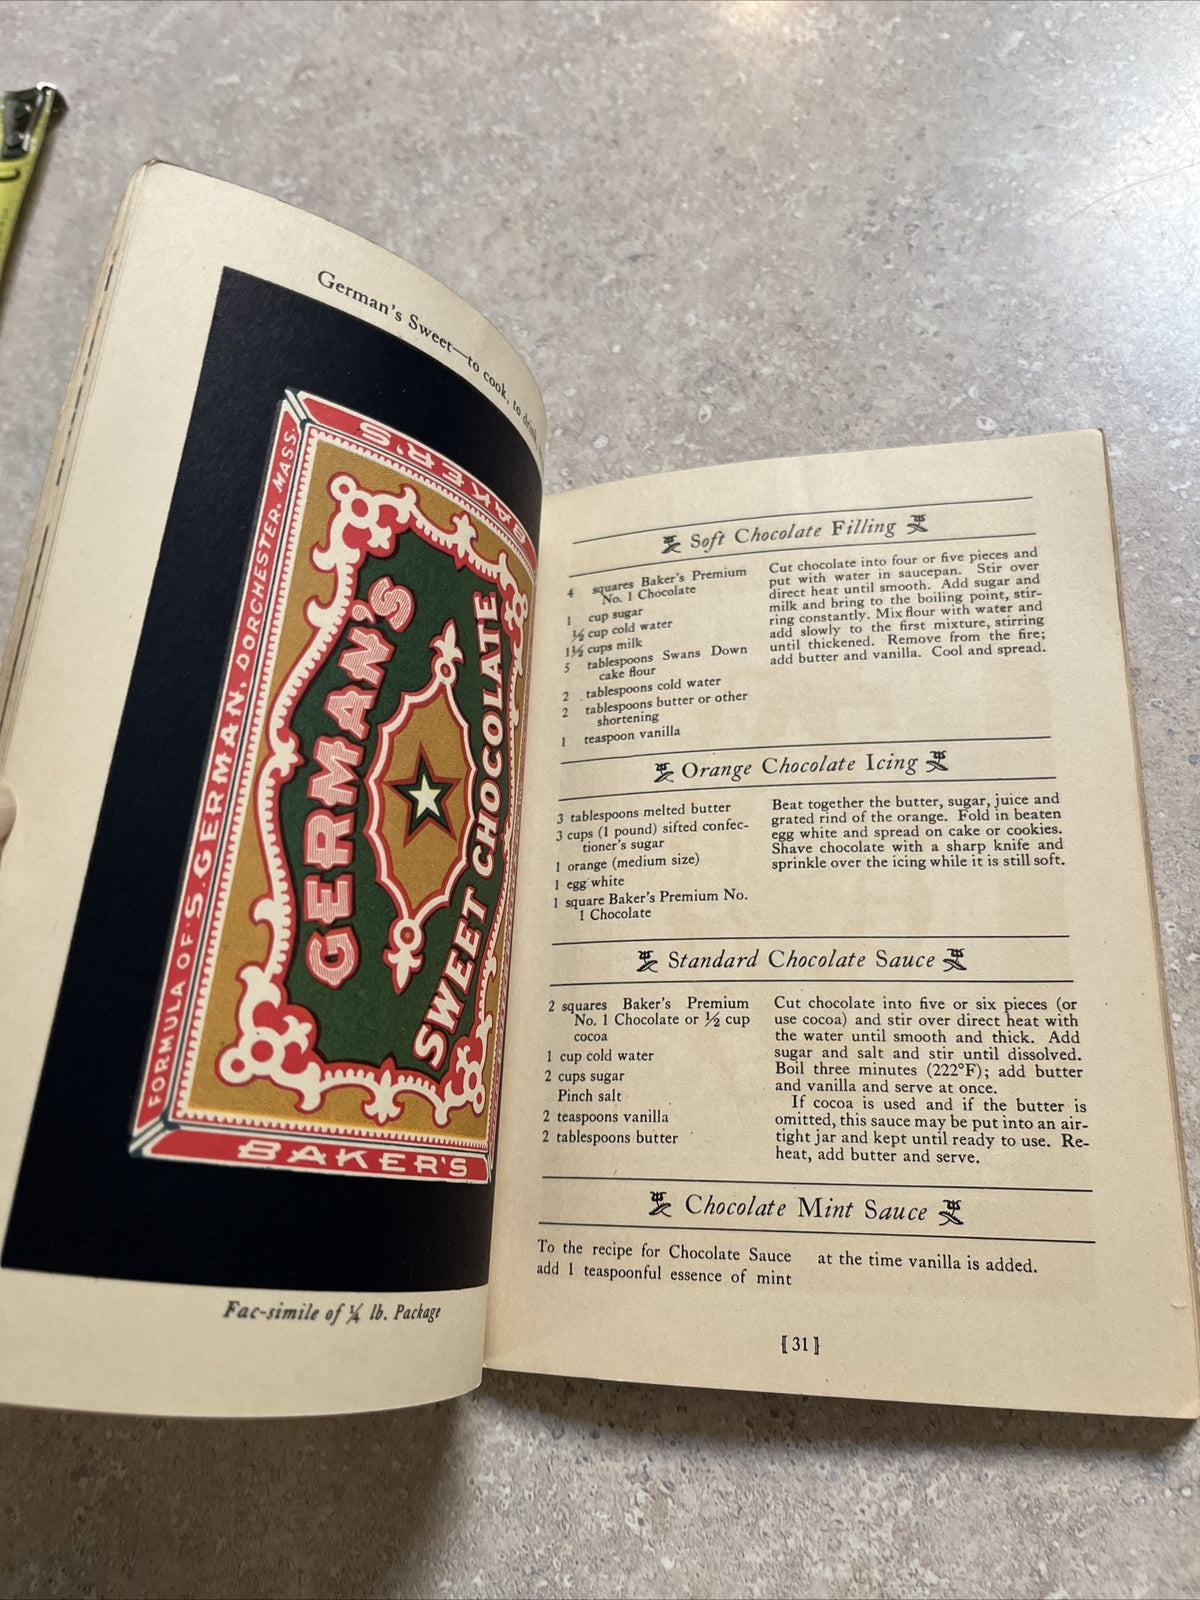 German's Sweet—to cook, to drink,
BAKER'S
FORMULA OF S. GERMAN, DORCHESTER. MASS.
GERMAN'S
SWEET CHOCOLATE
BAKER'S
Fac-simile of ¼ lb. Package
Soft Chocolate Filling
4 squares Baker's Premium
No. 1 Chocolate
1 cup sugar
½ cup cold water
1½ cups milk
5 tablespoons Swans Down
cake flour
2 tablespoons cold water
2 tablespoons butter or other
shortening
1 teaspoon vanilla
Cut chocolate into four or five pieces and
put with water in saucepan. Stir over
direct heat until smooth. Add sugar and
milk and bring to the boiling point, stir-
ring constantly. Mix flour with water and
add slowly to the first mixture, stirring
until thickened. Remove from the fire;
add butter and vanilla. Cool and spread.
Orange Chocolate Icing
3 tablespoons melted butter
3 cups (1 pound) sifted confec-
tioner's sugar
1 orange (medium size)
1 egg white
1 square Baker's Premium No.
1 Chocolate
Beat together the butter, sugar, juice and
grated rind of the orange. Fold in beaten
egg white and spread on cake or cookies.
Shave chocolate with a sharp knife and
sprinkle over the icing while it is still soft.
Standard Chocolate Sauce
2 squares Baker's Premium
No. 1 Chocolate or ½ cup
cocoa
1 cup cold water
2 cups sugar
Pinch salt
2 teaspoons vanilla
2 tablespoons butter
Cut chocolate into five or six pieces (or
use cocoa) and stir over direct heat with
the water until smooth and thick. Add
sugar and salt and stir until dissolved.
Boil three minutes (222°F); add butter
and vanilla and serve at once.
If cocoa is used and if the butter is
omitted, this sauce may be put into an air-
tight jar and kept until ready to use. Re-
heat, add butter and serve.
Chocolate Mint Sauce
To the recipe for Chocolate Sauce
add 1 teaspoonful essence of mint
at the time vanilla is added.
[31]